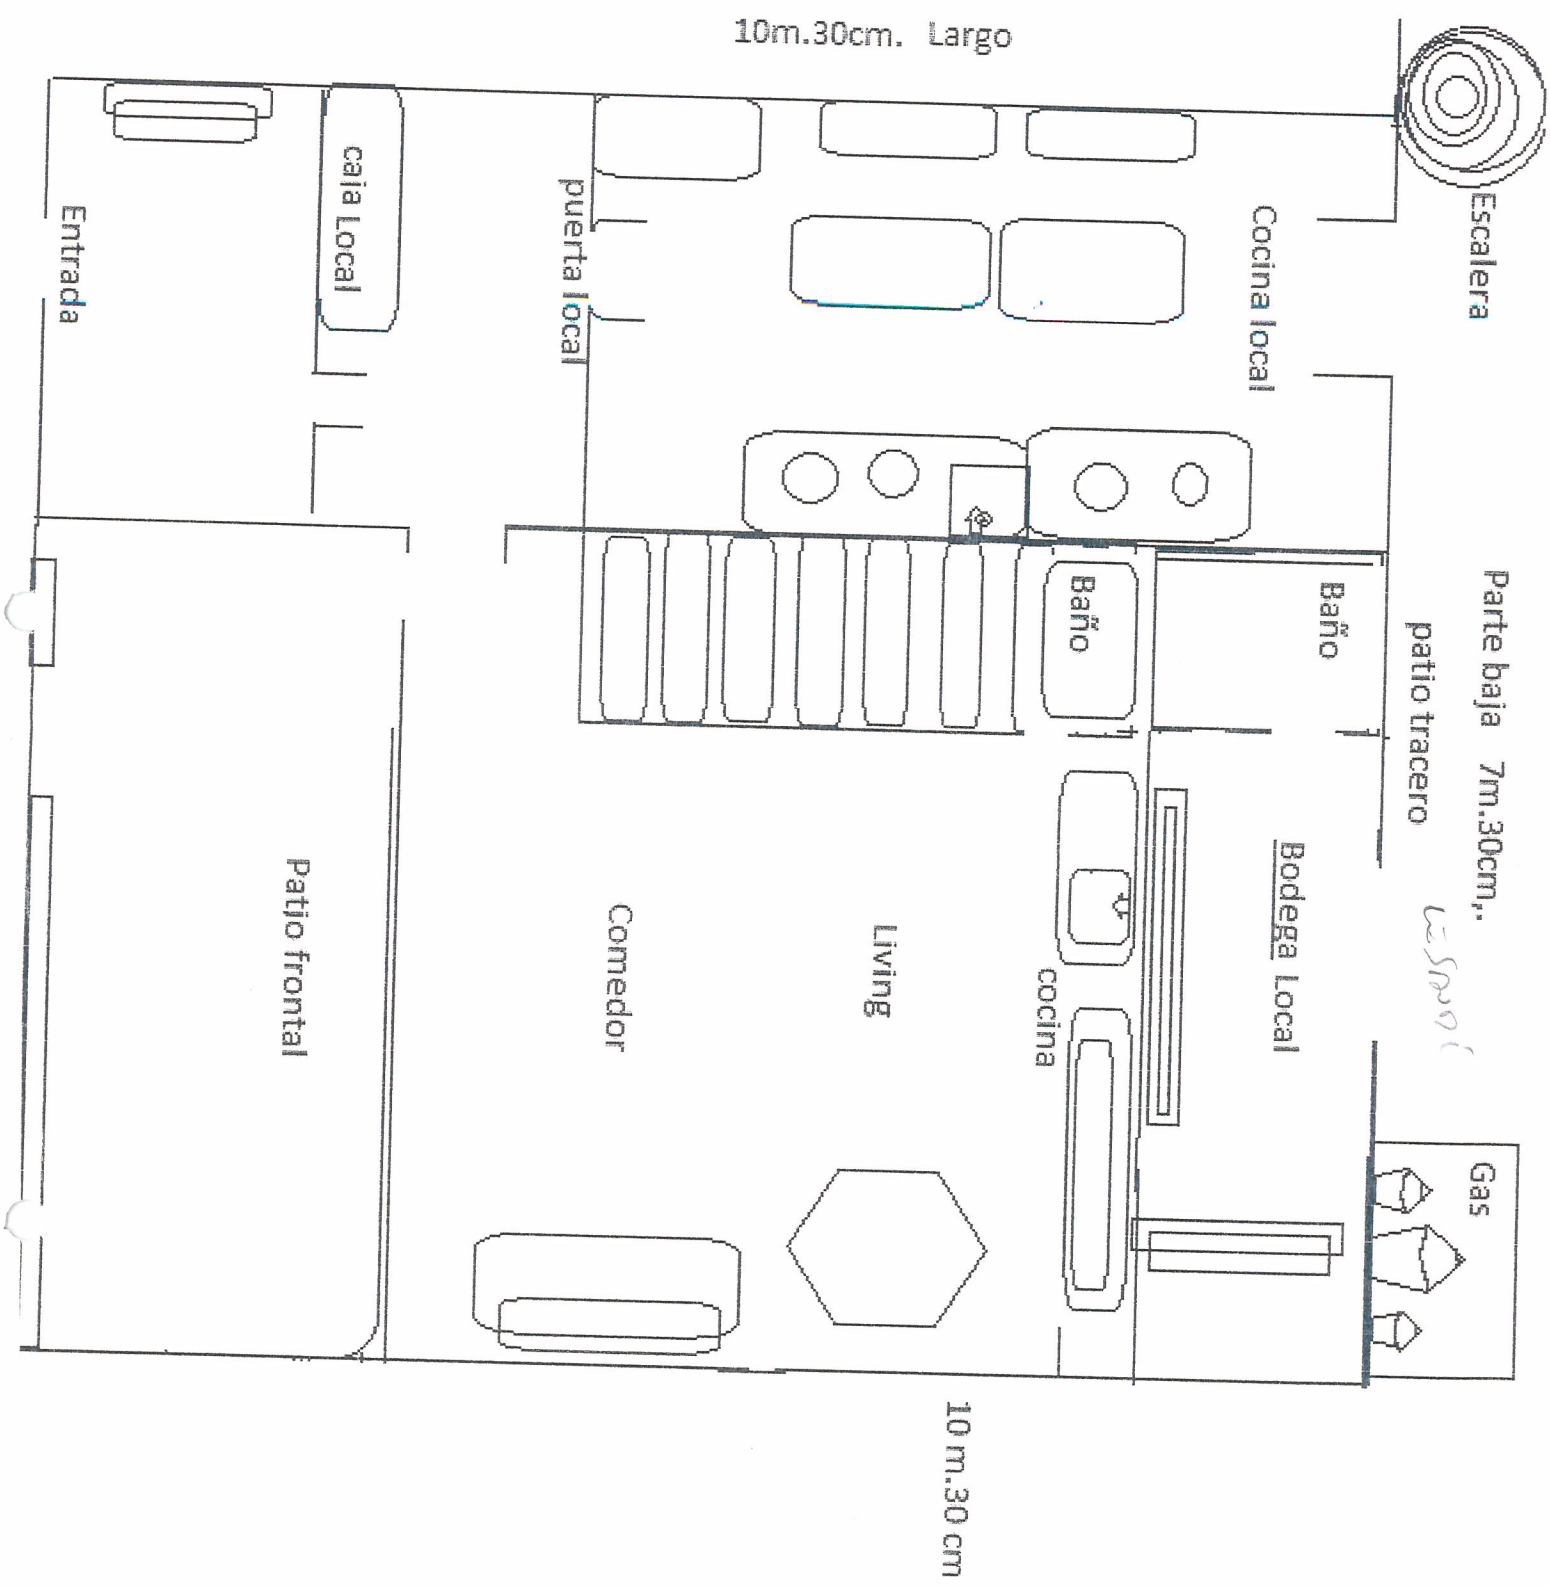 10m.30cm. Largo
Escalera
Parte baja 7m.30cm,.
patio tracero
Gas
Cocina local
Baño
Bodega Local
Baño
cocina
Living
10 m.30 cm
puerta local
Comedor
caja Local
Patio frontal
Entrada